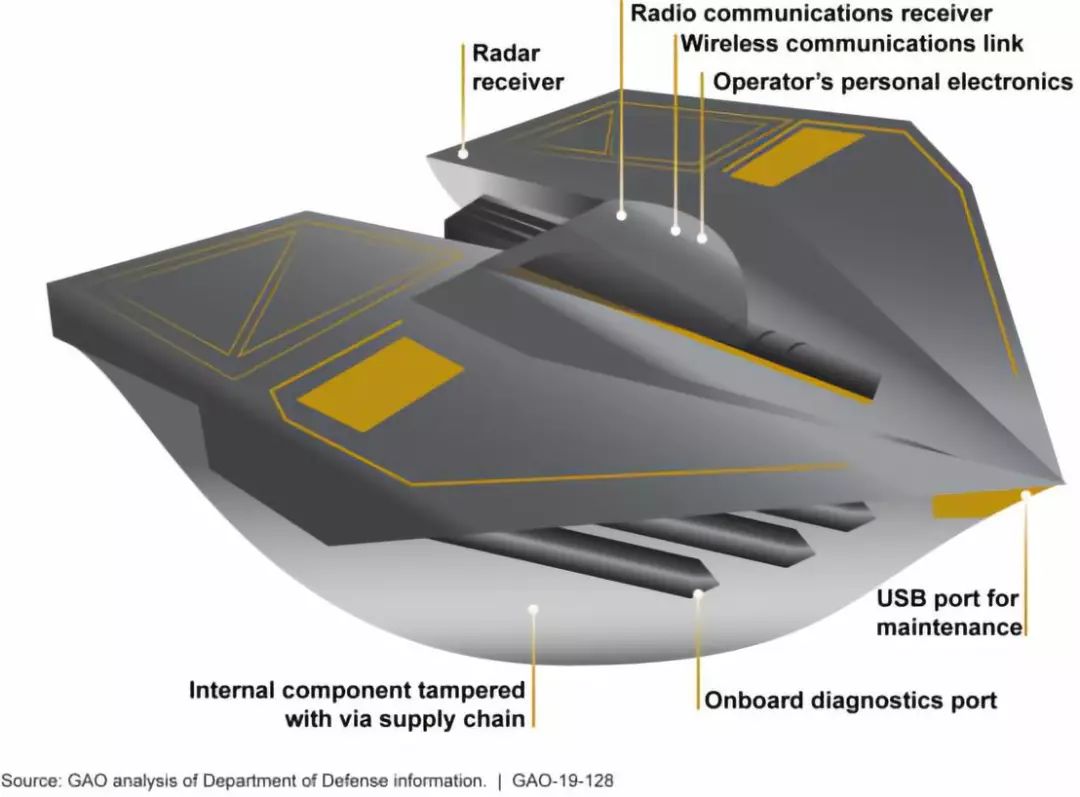 Radio communications receiver
Wireless communications link
Operator's personal electronics
Radar
receiver
USB port for
maintenance
Internal component tampered
with via supply chain
Onboard diagnostics port
Source: GAO analysis of Department of Defense information. | GAO-19-128